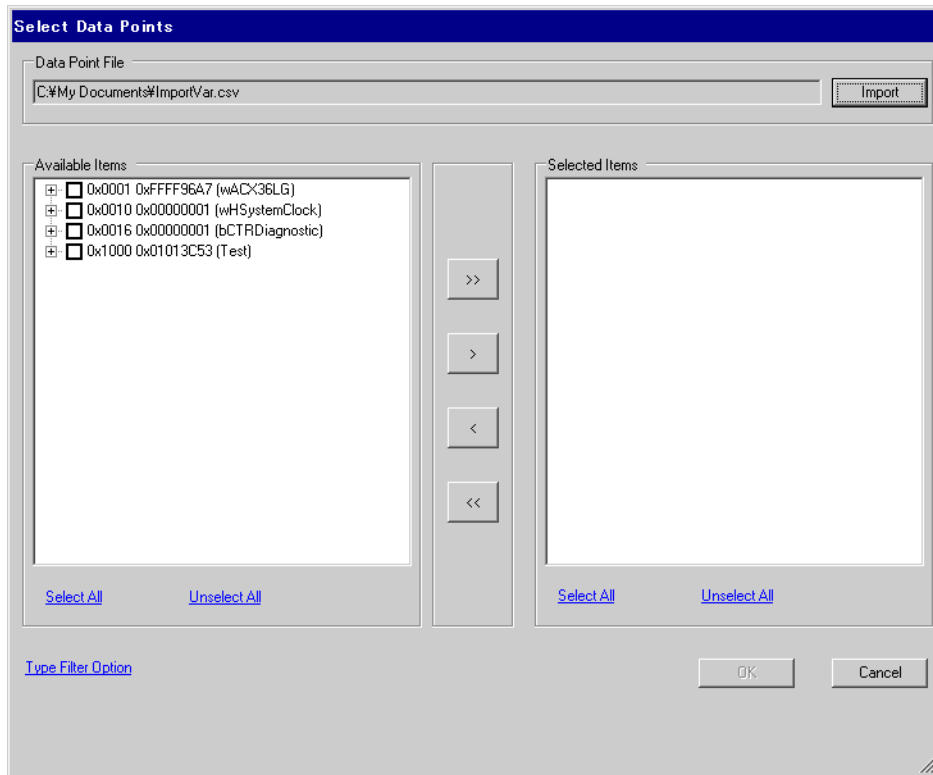 Select Data Points
Data Point File
C:¥My Documents¥ImportVar.csv
Import
Available Items
0x0001 0xFFFF96A7 (wACX36LG)
0x0010 0x00000001 (wHSystemClock)
0x0016 0x00000001 (bCTRDiagnostic)
0x1000 0x01013C53 (Test)
Select All
Unselect All
>>
>
<
<<
Selected Items
Select All
Unselect All
Type Filter Option
OK
Cancel